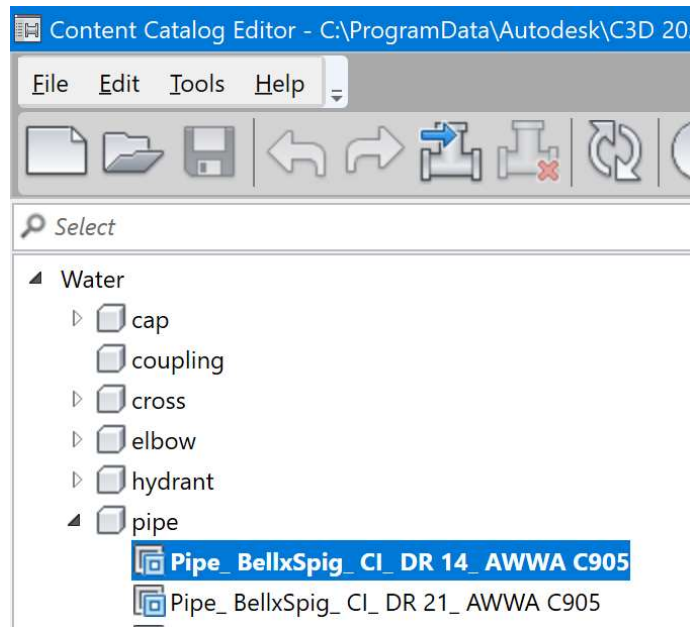 Content Catalog Editor - C:\ProgramData\Autodesk\C3D 20
File Edit Tools Help
Select
Water
cap
coupling
cross
elbow
hydrant
pipe
Pipe_ BellxSpig_ CI_ DR 14_ AWWA C905
Pipe_ BellxSpig_ CI_ DR 21_ AWWA C905